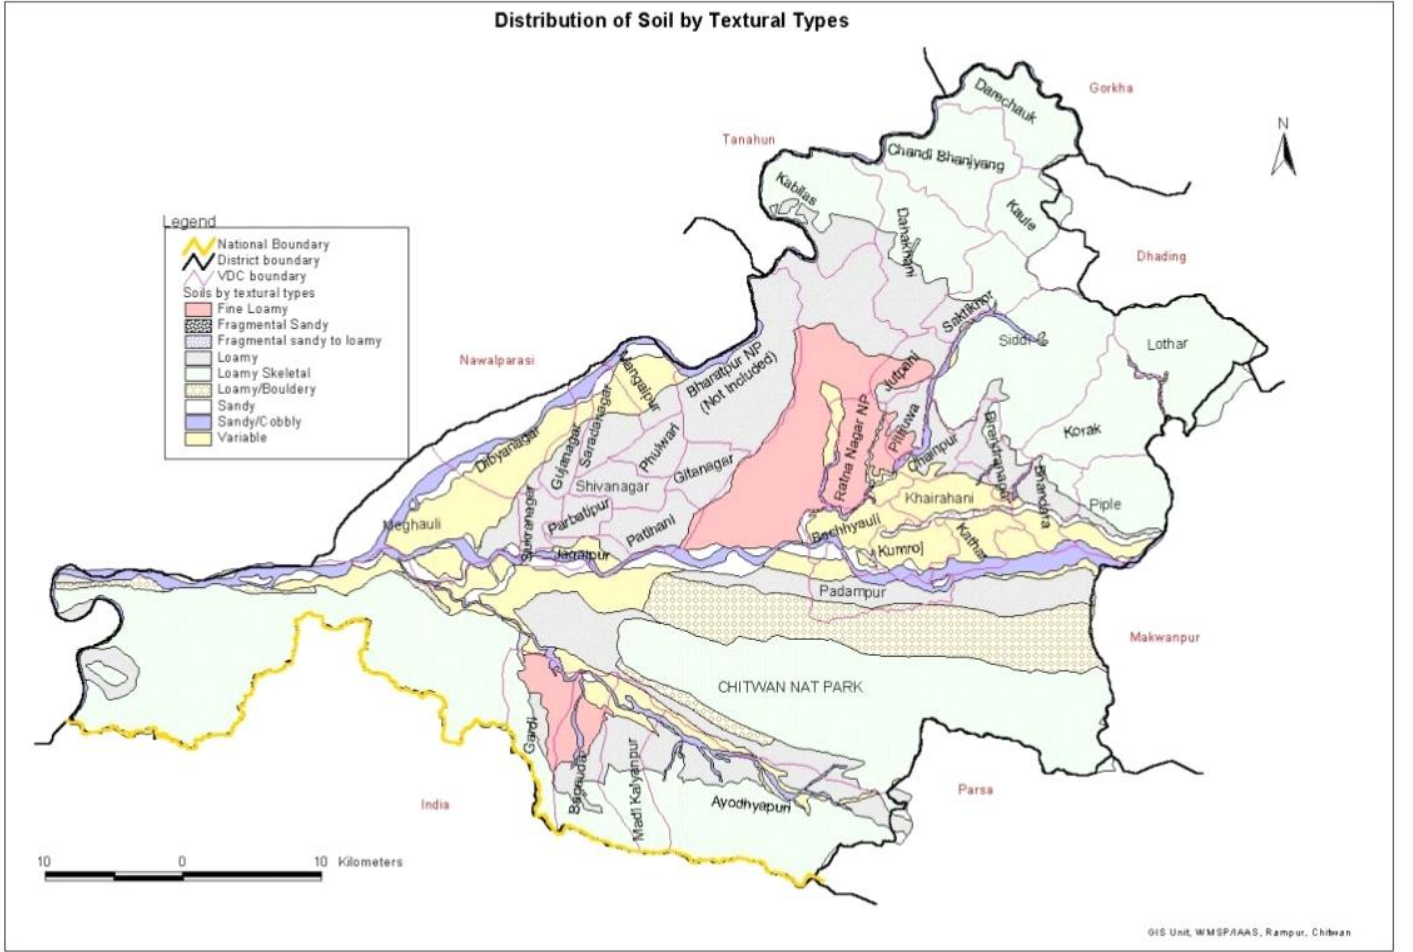 Distribution of Soil by Textural Types
Gorkha
Darechauk
N
Tanahun
Chandi Bhanjyang
Kabilas
Kaule
Dahakhani
Dhading
Legend
National Boundary
District boundary
VDC boundary
Soils by textural types
Fine Loamy
Fragmental Sandy
Fragmental sandy to loamy
Loamy
Loamy Skeletal
Loamy/Bouldery
Sandy
Sandy/Cobbly
Variable
Saktikhor
Siddi
Lothar
Nawalparasi
Mangalpur
Bharatpur NP
(Not Included)
Jutpani
Saradanagar
Gujanagar
Dibyanagar
Phulwari
Gitanagar
Ratna Nagar NP
Pithuwa
Chainpur
Birendranagar
Korak
Shivanagar
Khairahani
Bhandara
Piple
Meghauli
Sukranagar
Parbatipur
Patihani
Bachhyauli
Kathar
Kumroj
Jagatpur
Padampur
Makwanpur
CHITWAN NAT PARK
Gardi
Bagauda
Madi Kalyanpur
Ayodhyapuri
Parsa
India
10 0 10 Kilometers
GIS Unit, WMSP/IAAS, Rampur, Chitwan